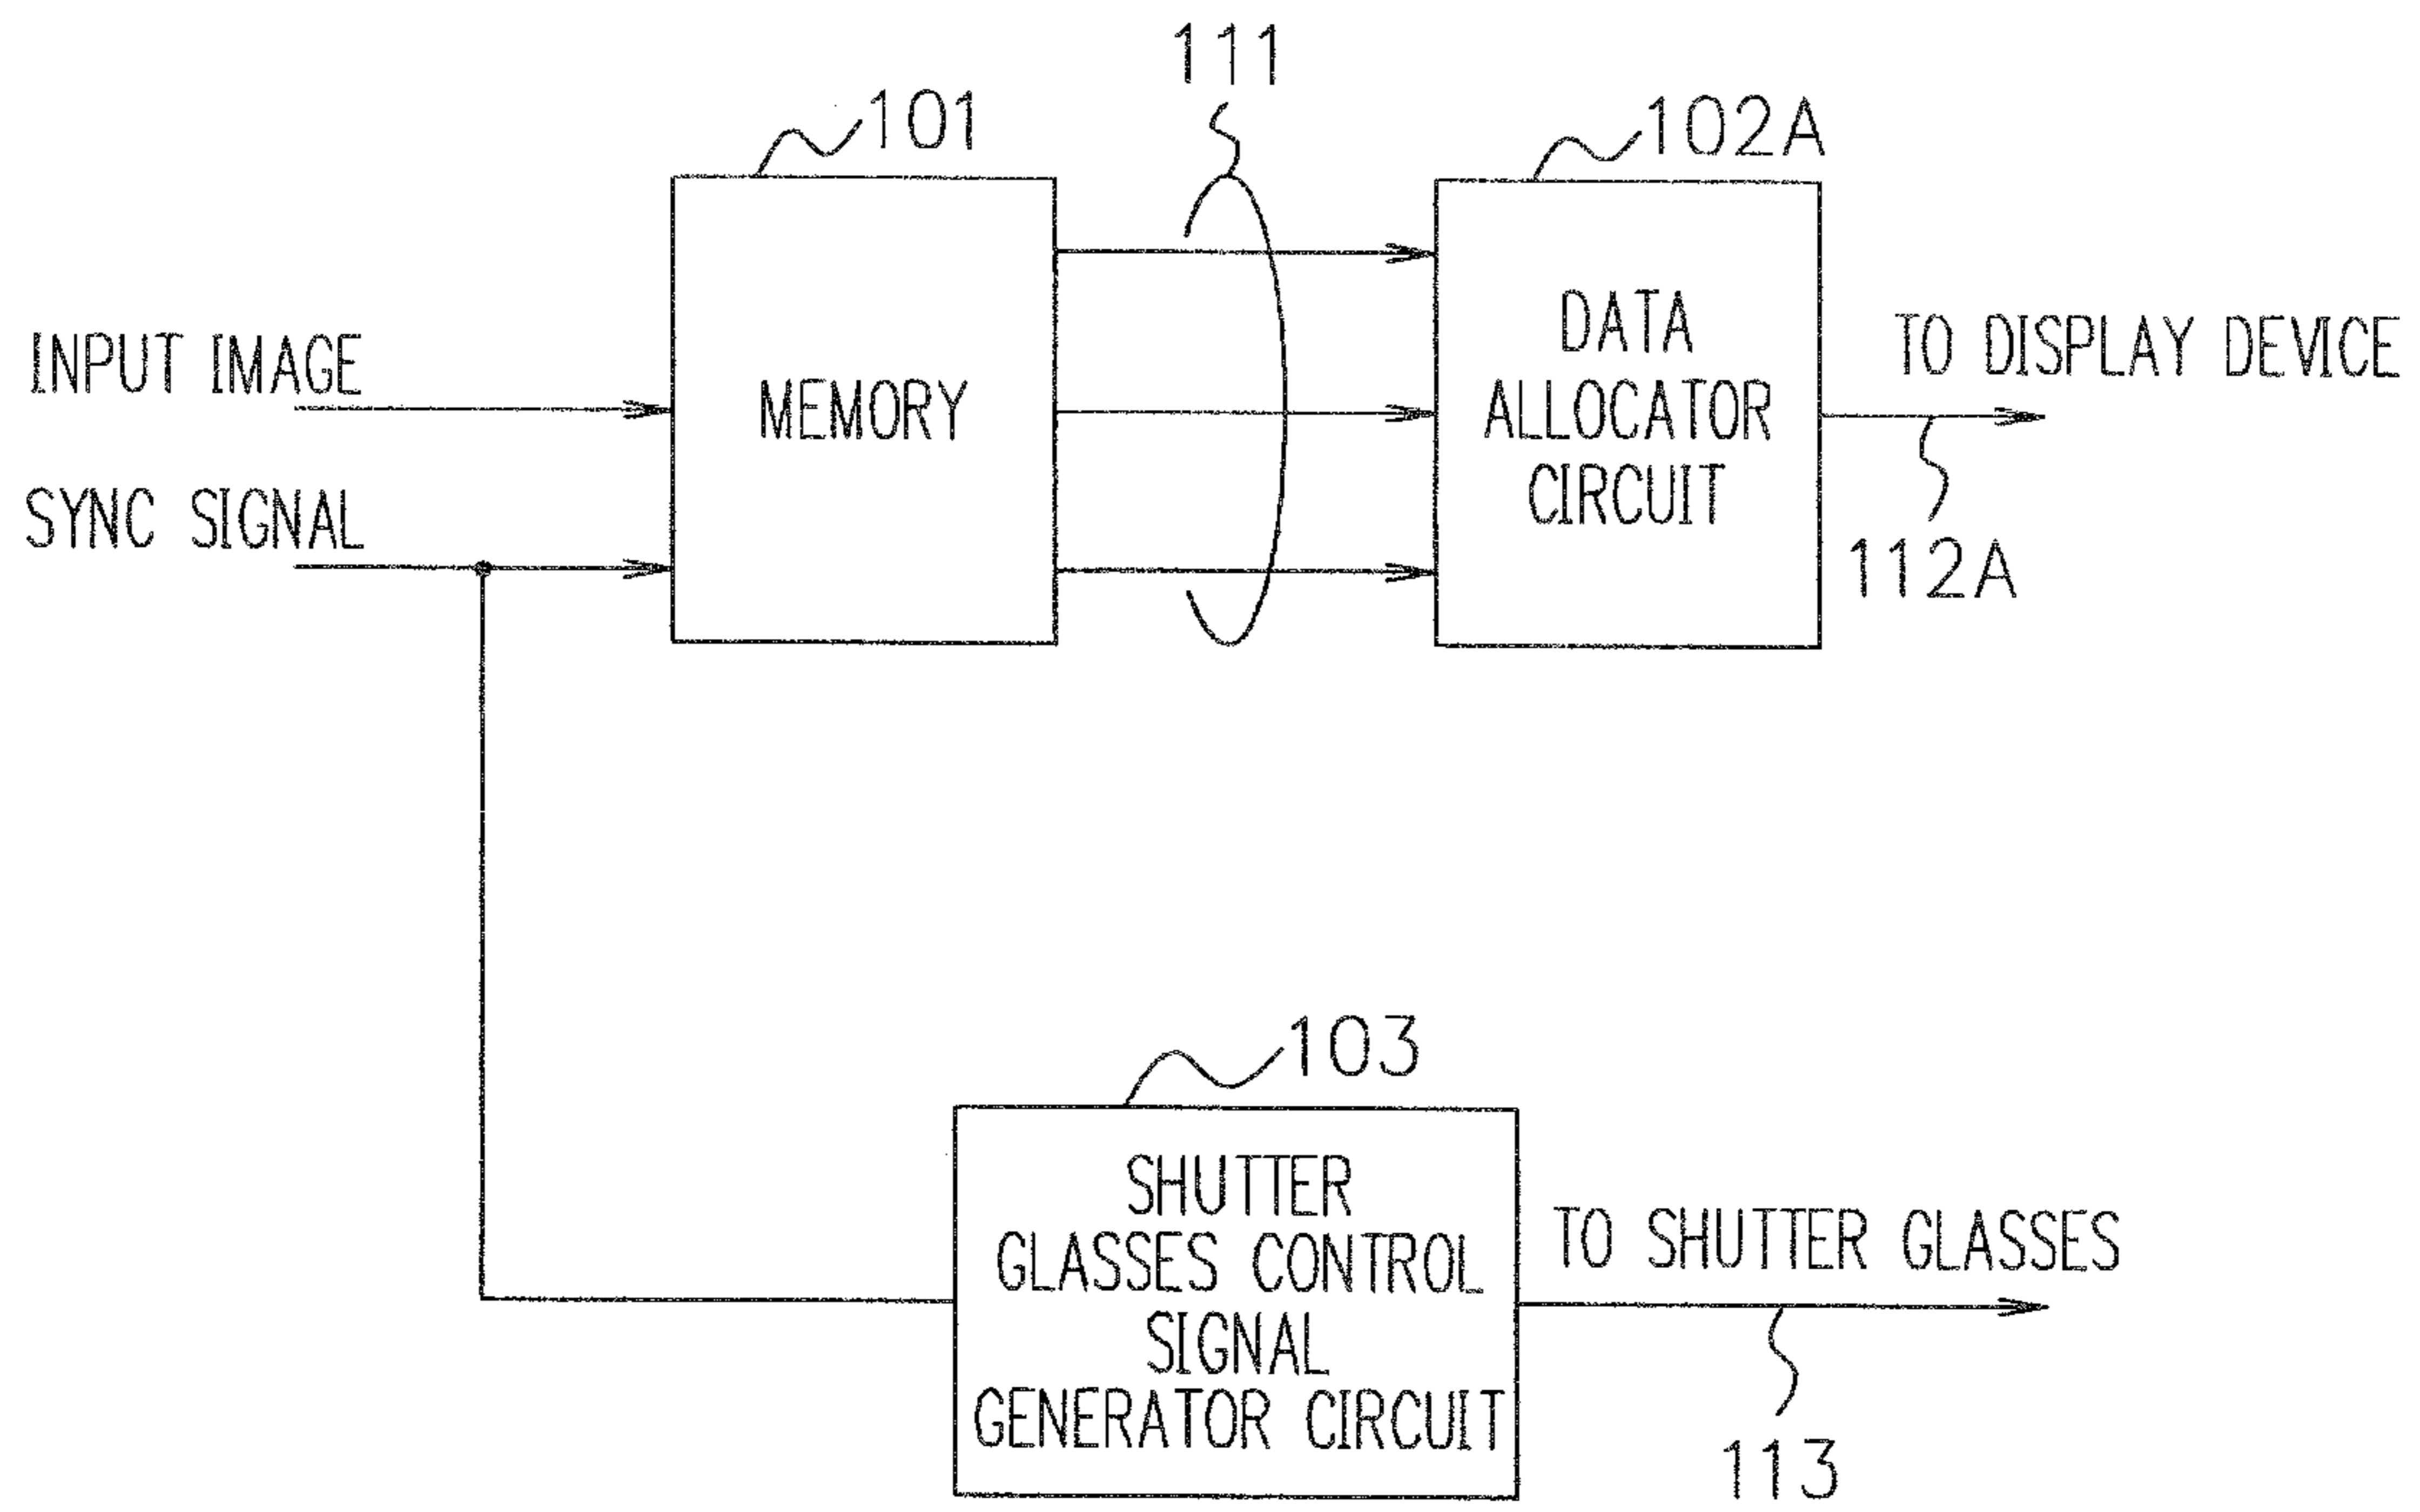 111
101
102A
INPUT IMAGE
SYNC SIGNAL
MEMORY
DATA
ALLOCATOR
CIRCUIT
TO DISPLAY DEVICE
112A
103
SHUTTER
GLASSES CONTROL
SIGNAL
GENERATOR CIRCUIT
TO SHUTTER GLASSES
113